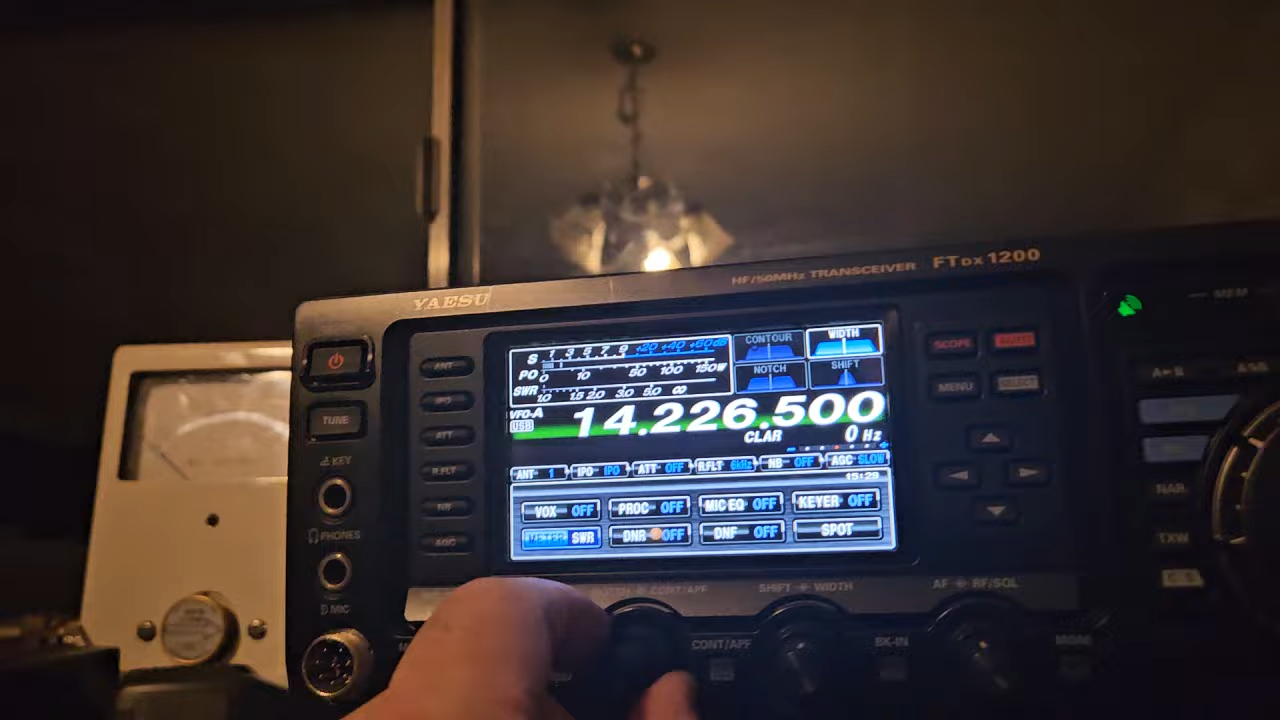 YAESU
HF/50MHz TRANSCEIVER FTDX1200
MEM
ANT
IPO
ATT
R.FLT
NB
AGC
TUNE
KEY
PHONES
MIC
S 1 3 5 7 9 +20 +40 +60dB
PO 0 10 50 100 150W
SWR 1.0 1.5 2.0 3.0 5.0 ∞
CONTOUR WIDTH
NOTCH SHIFT
VFO-A
USB
14.226.500
CLAR 0 Hz
ANT 1 IPO IPO ATT OFF R.FLT 6kHz NB OFF AGC SLOW
15:29
VOX OFF PROC OFF MIC EQ OFF KEYER OFF
SWR DNR OFF DNF OFF SPOT
SCOPE
MENU SELECT
NAR
TXW
C.S
CONT/APF SHIFT WIDTH AF RF/SQL
CONT/APF BK-IN